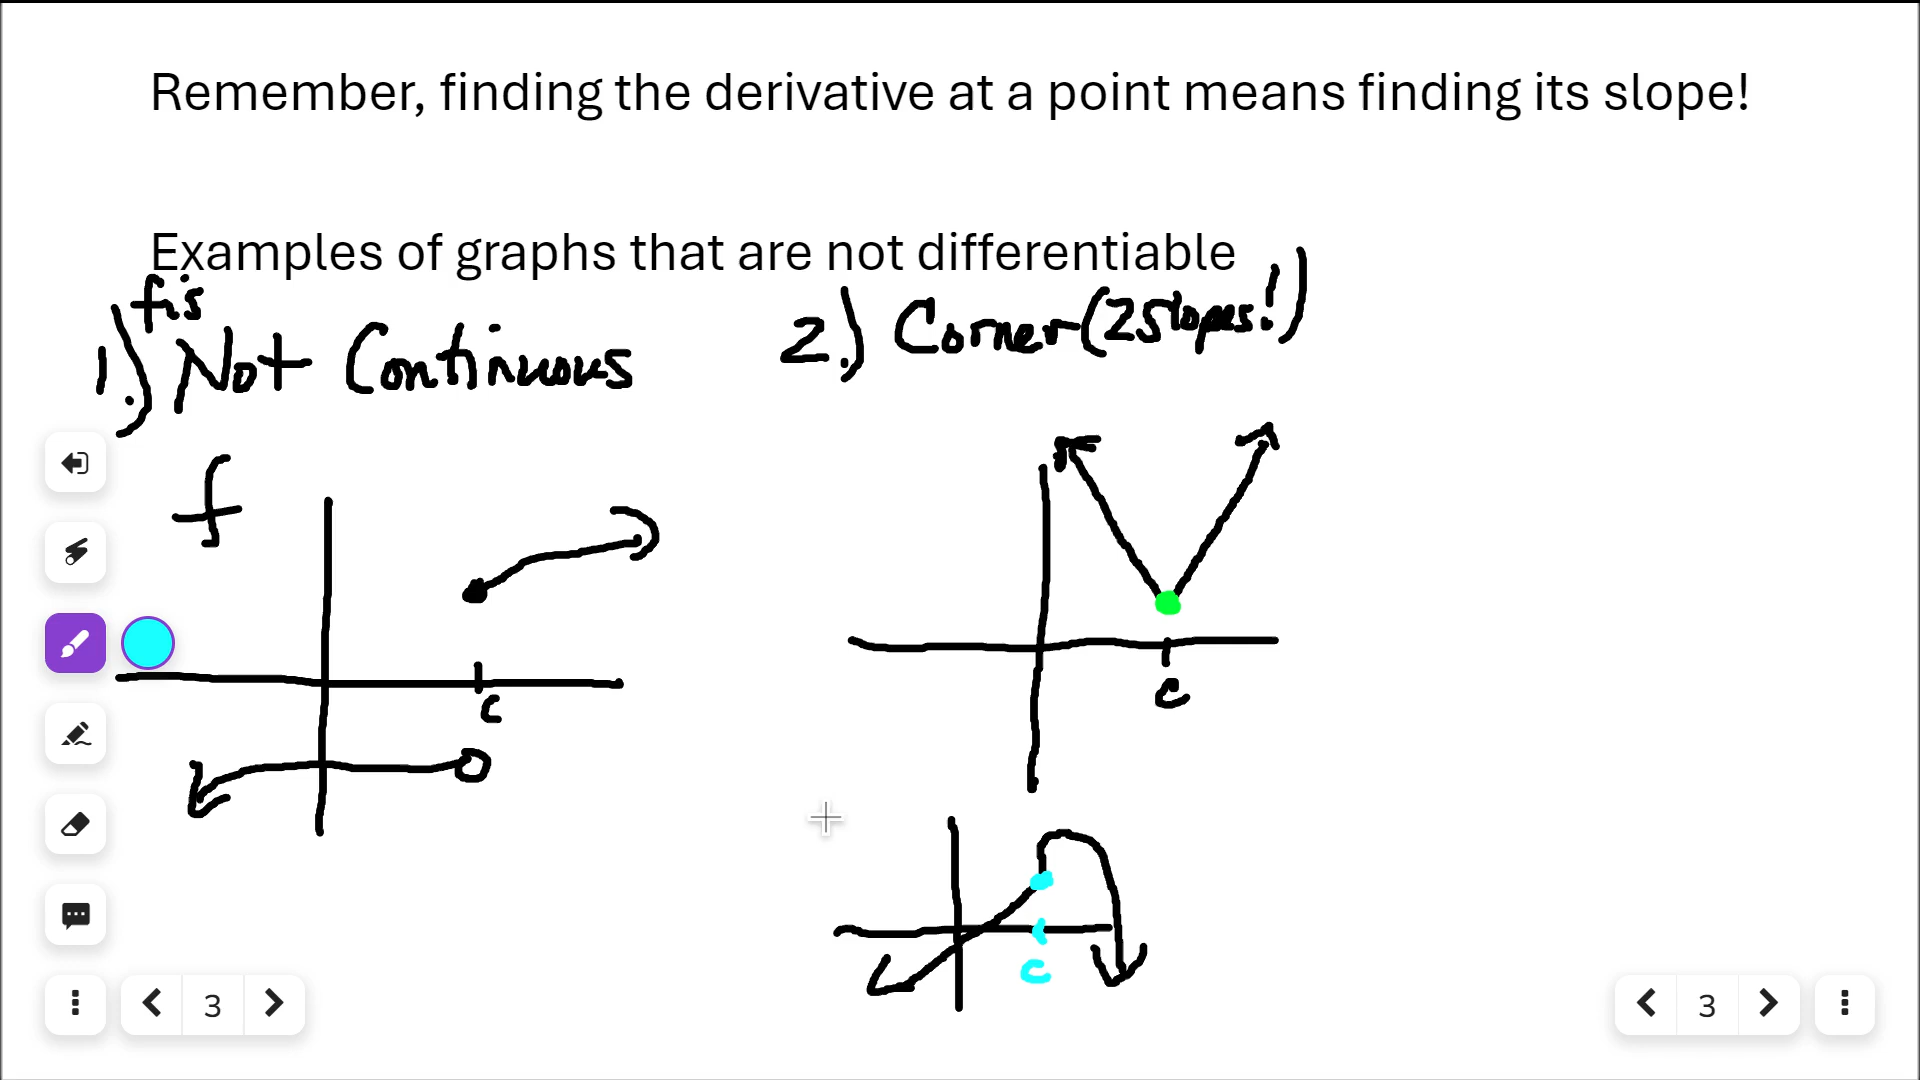 Remember, finding the derivative at a point means finding its slope!
Examples of graphs that are not differentiable
f is
1.) Not Continuous
2.) Corner (2 slopes!)
f
c
c
c
3
3